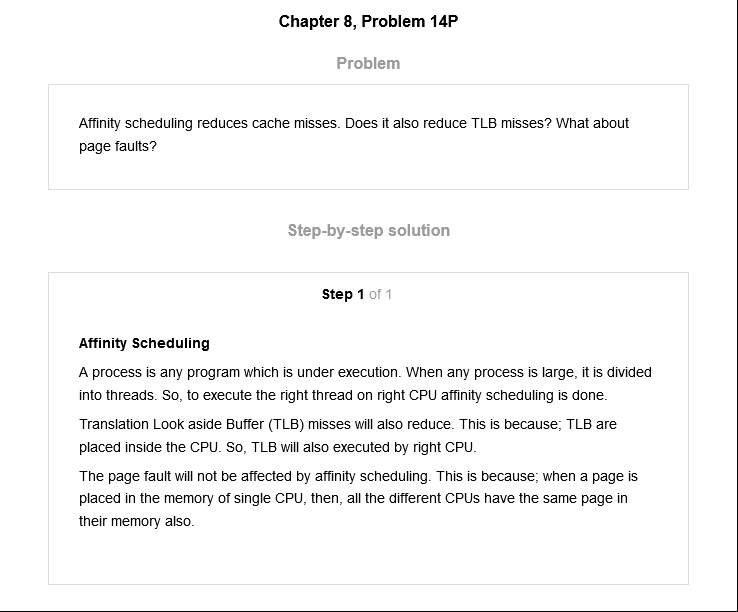 Chapter 8, Problem 14P
Problem
Affinity scheduling reduces cache misses. Does it also reduce TLB misses? What about
page faults?
Step-by-step solution
Step 1 of 1
Affinity Scheduling
A process is any program which is under execution. When any process is large, it is divided
into threads. So, to execute the right thread on right CPU affinity scheduling is done.
Translation Look aside Buffer (TLB) misses will also reduce. This is because; TLB are
placed inside the CPU. So, TLB will also executed by right CPU.
The page fault will not be affected by affinity scheduling. This is because; when a page is
placed in the memory of single CPU, then, all the different CPUs have the same page in
their memory also.